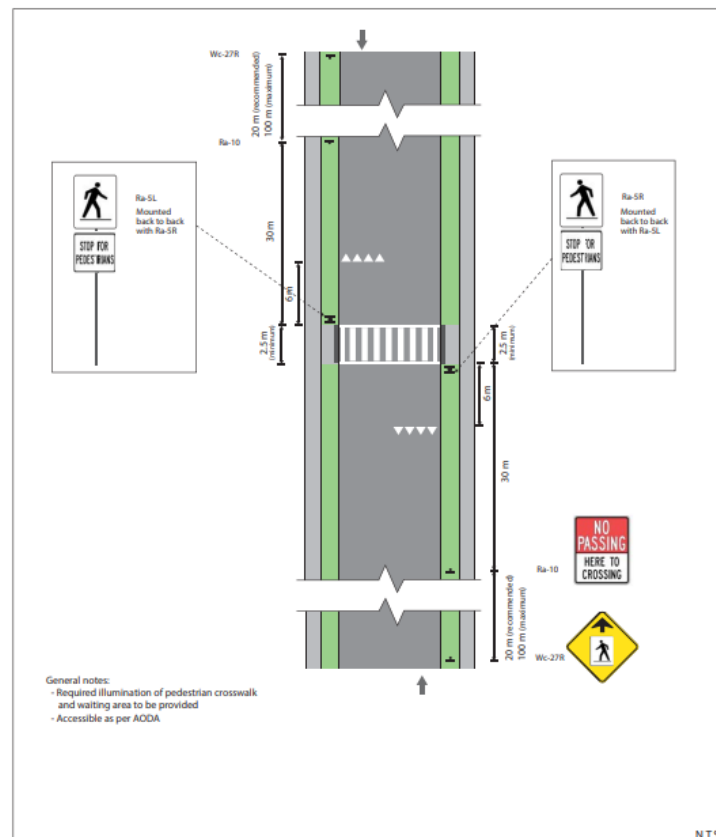 Wc-27R
20 m (recommended)
100 m (maximum)
Ra-10
30 m
6 m
2.5 m
(minimum)
Ra-5L
Mounted
back to back
with Ra-5R
STOP FOR
PEDESTRIANS
Ra-5R
Mounted
back to back
with Ra-5L
STOP FOR
PEDESTRIANS
2.5 m
(minimum)
6 m
30 m
NO
PASSING
HERE TO
CROSSING
Ra-10
20 m (recommended)
100 m (maximum)
Wc-27R
General notes:
- Required illumination of pedestrian crosswalk
and waiting area to be provided
- Accessible as per AODA